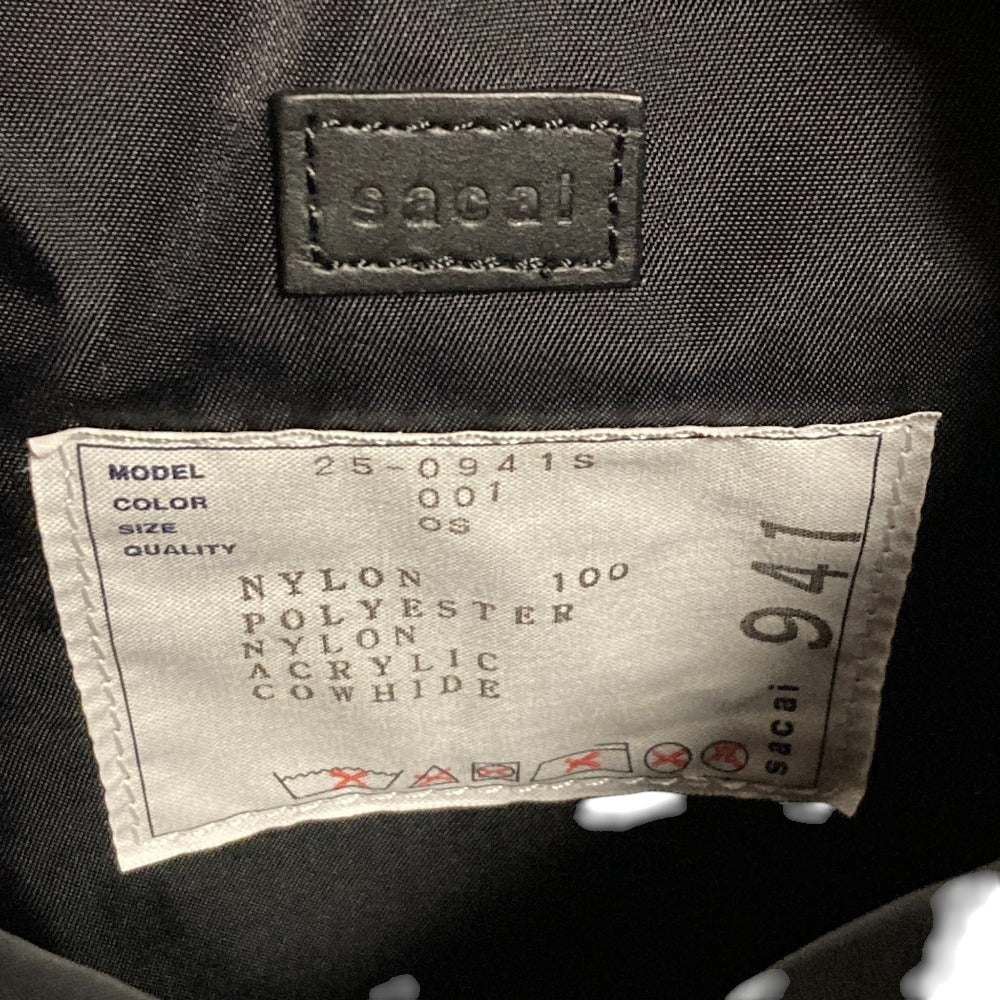 sacai
MODEL 25-0941S
COLOR 001
SIZE OS
QUALITY
NYLON 100
POLYESTER
NYLON
ACRYLIC
COWHIDE
sacai 941